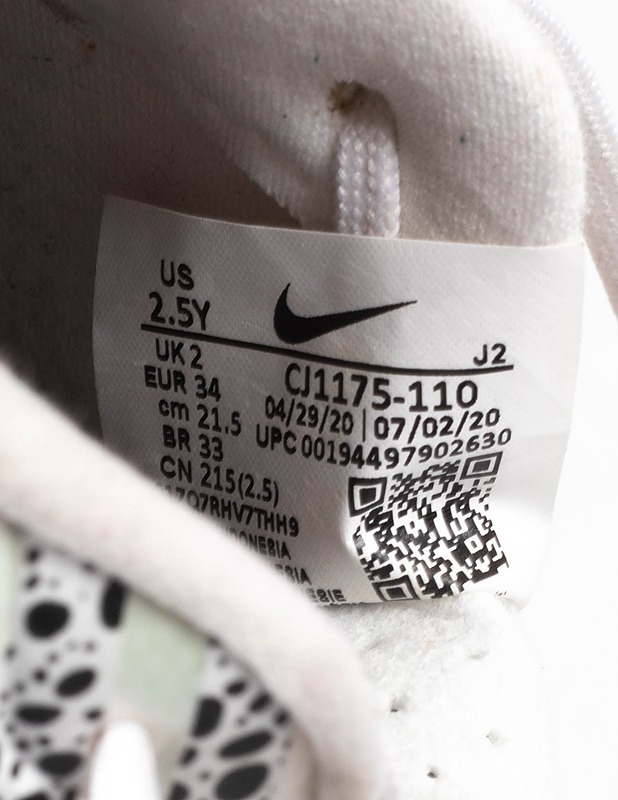 US
2.5Y
UK 2
J2
EUR 34
CJ1175-110
cm 21.5
04/29/20 | 07/02/20
BR 33
UPC 00194497902630
CN 215(2.5)